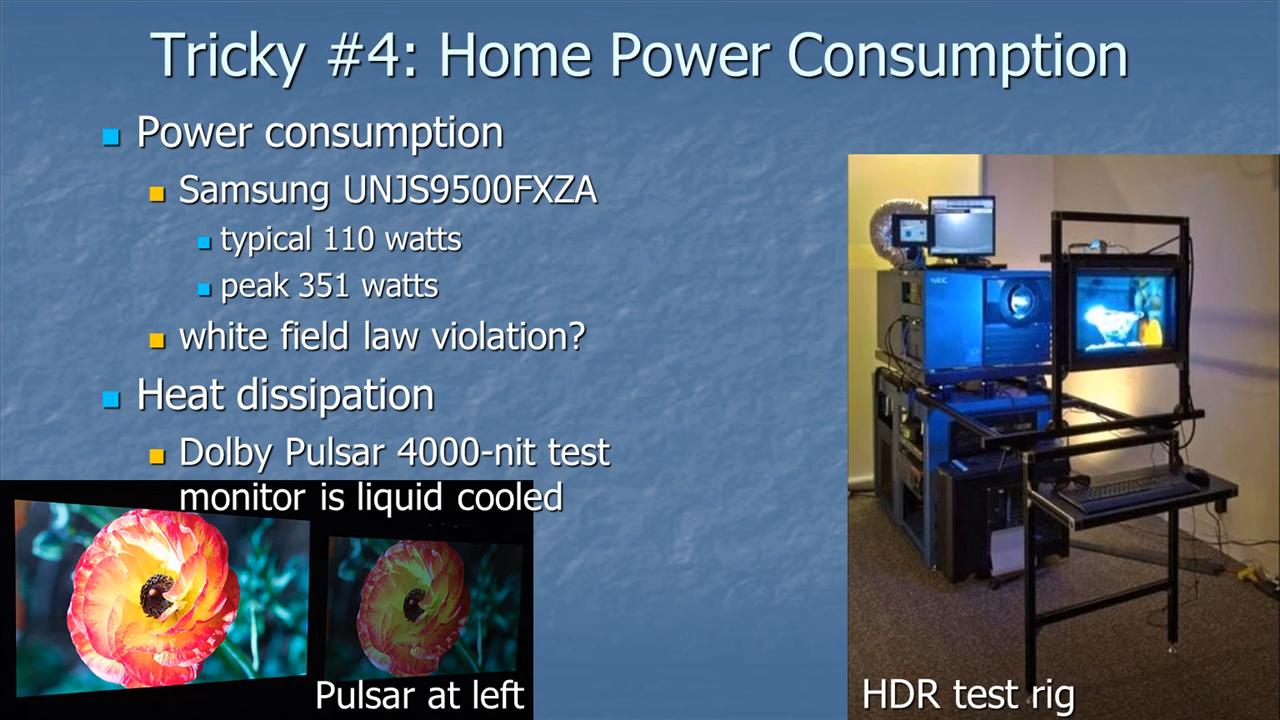 Tricky #4: Home Power Consumption
Power consumption
Samsung UNJS9500FXZA
typical 110 watts
peak 351 watts
white field law violation?
Heat dissipation
Dolby Pulsar 4000-nit test
monitor is liquid cooled
Pulsar at left
NEC
HDR test rig